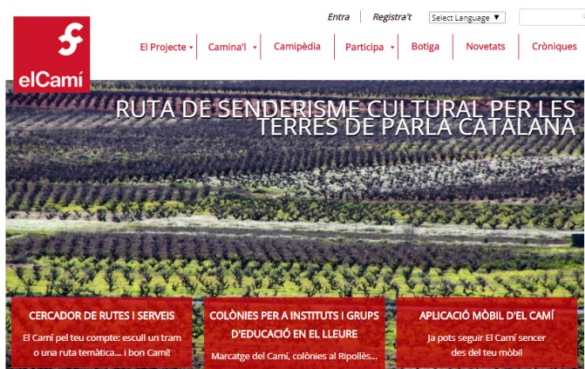 Entra
Registra't
Select Language ▼
elCamí
El Projecte
Camina'l
Camipèdia
Participa
Botiga
Novetats
Cròniques
RUTA DE SENDERISME CULTURAL PER LES
TERRES DE PARLA CATALANA
CERCADOR DE RUTES I SERVEIS
El Camí pel teu compte: escull un tram
o una ruta temàtica... i bon Camí!
COLÒNIES PER A INSTITUTS I GRUPS
D'EDUCACIÓ EN EL LLEURE
Marcatge del Camí, colònies al Ripollès...
APLICACIÓ MÒBIL D'EL CAMÍ
Ja pots seguir El Camí sencer
des del teu mòbil